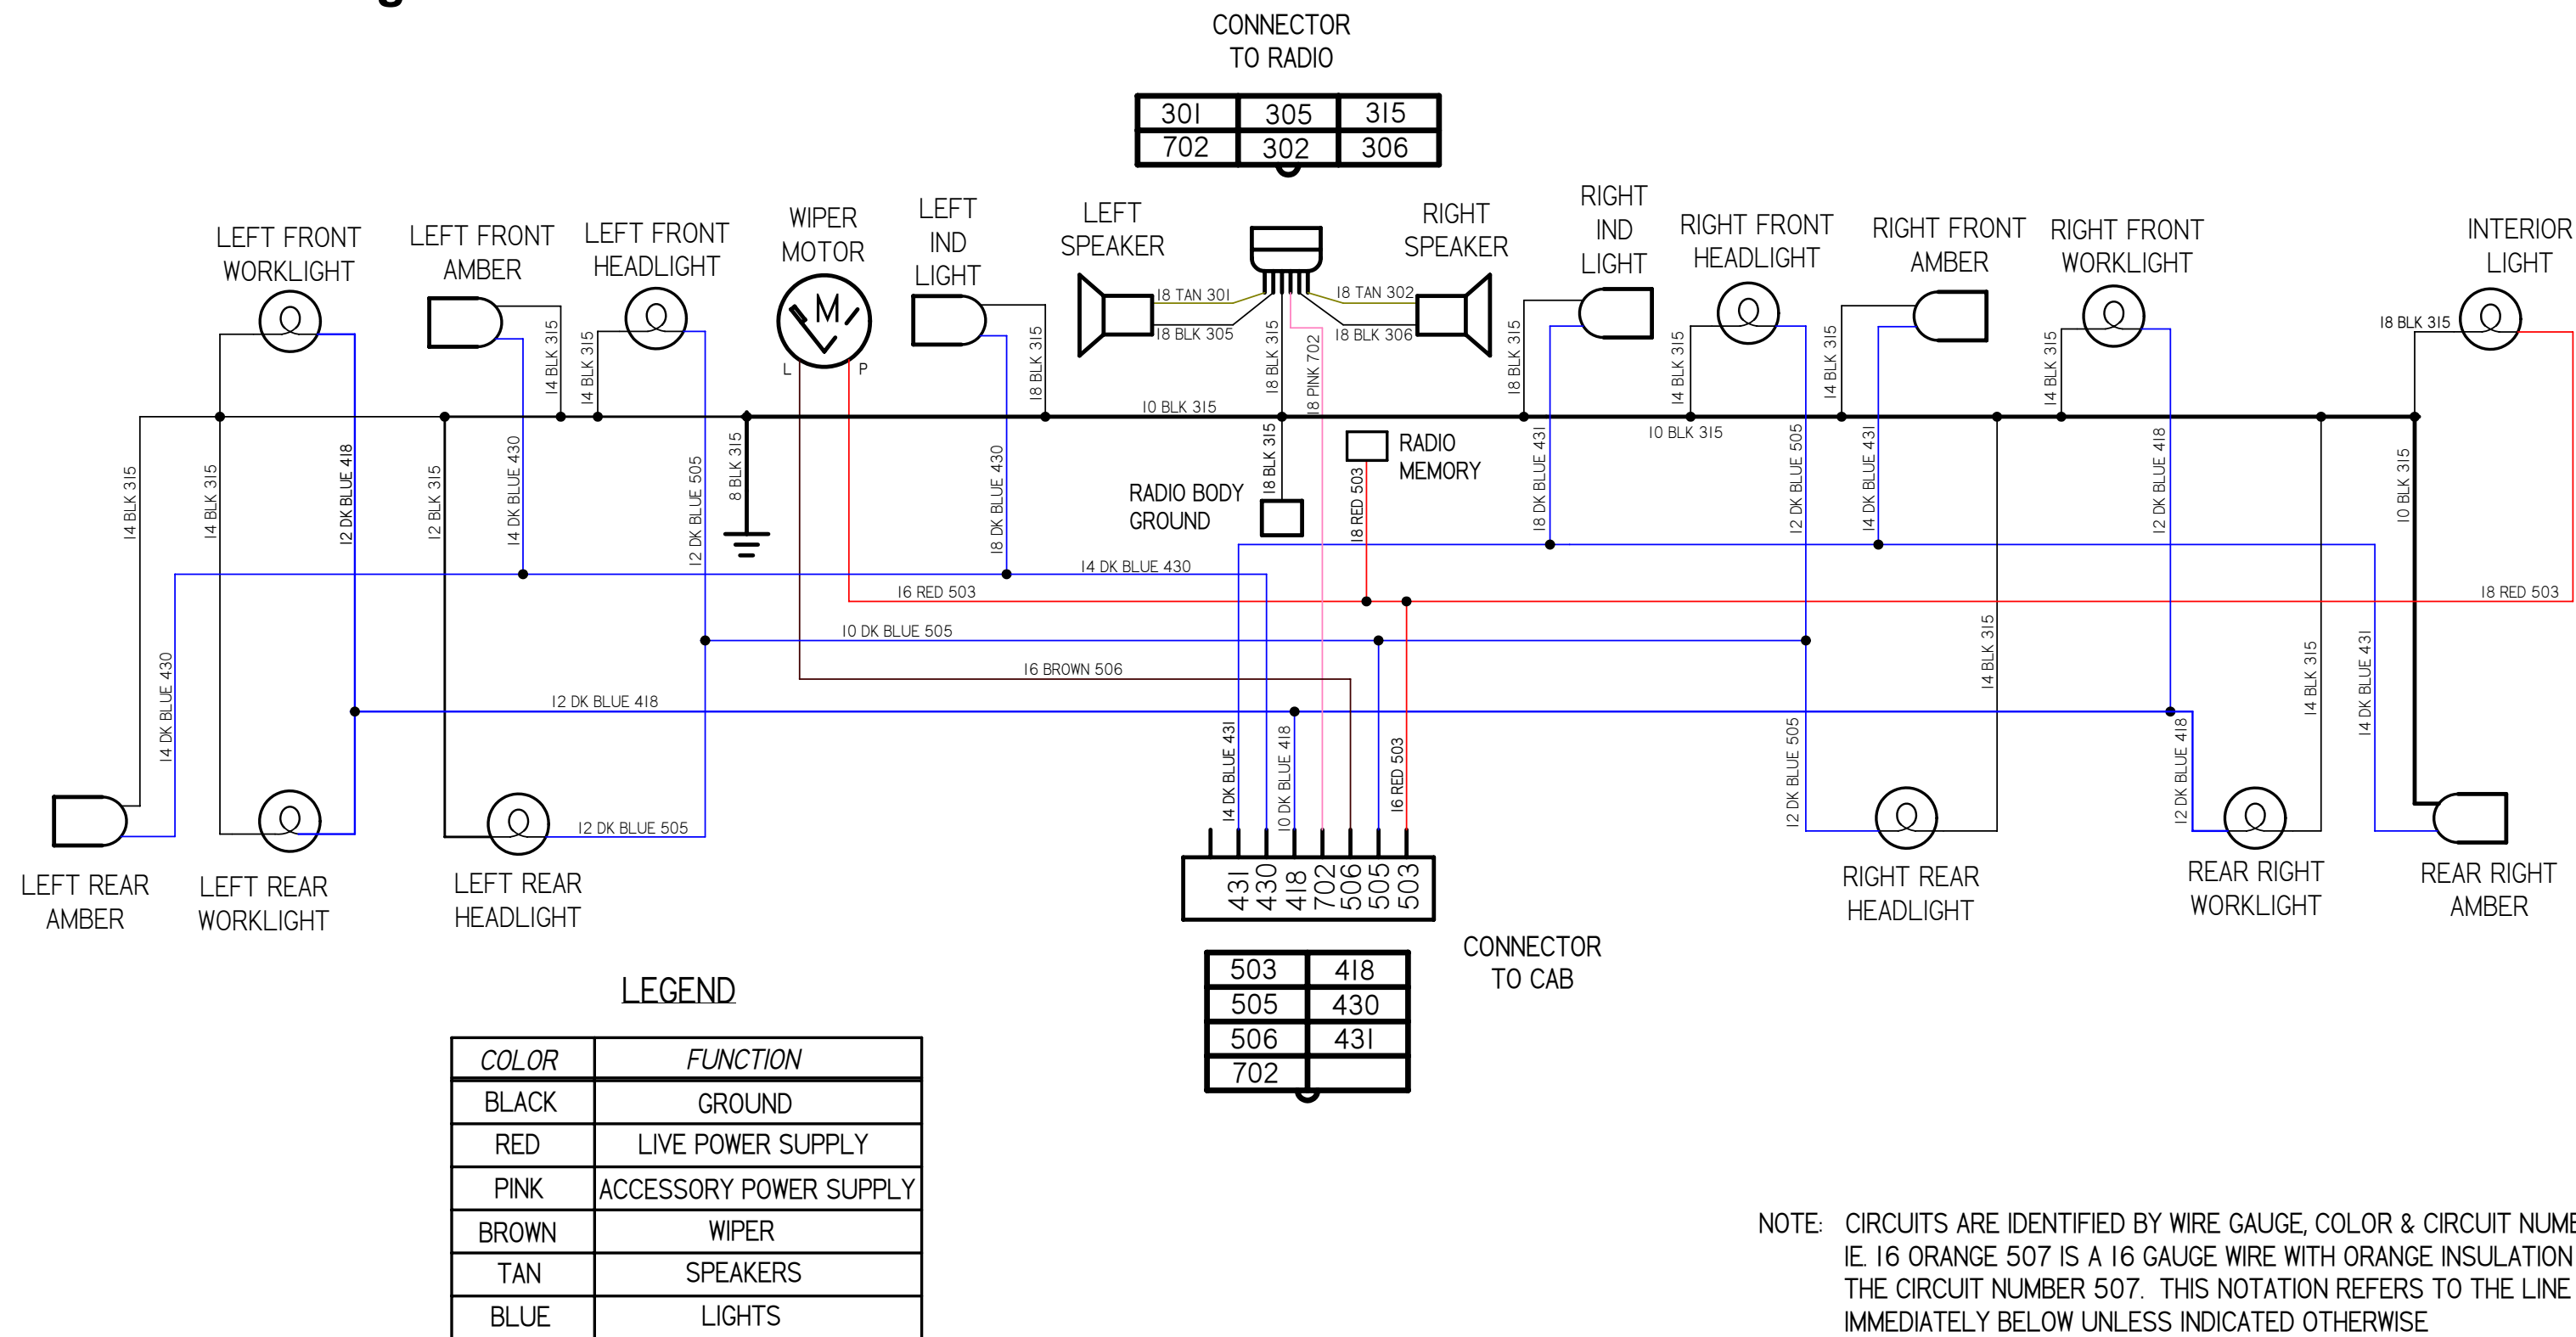 CONNECTOR
TO RADIO
301 305 315
702 302 306
LEFT FRONT
WORKLIGHT
LEFT FRONT
AMBER
LEFT FRONT
HEADLIGHT
WIPER
MOTOR
LEFT
IND
LIGHT
LEFT
SPEAKER
RIGHT
SPEAKER
RIGHT
IND
LIGHT
RIGHT FRONT
HEADLIGHT
RIGHT FRONT
AMBER
RIGHT FRONT
WORKLIGHT
INTERIOR
LIGHT
M
L
P
18 TAN 301
18 BLK 305
18 TAN 302
18 BLK 306
18 BLK 315
14 BLK 315
14 BLK 315
18 BLK 315
18 BLK 315
18 PINK 702
18 BLK 315
14 BLK 315
14 BLK 315
14 BLK 315
10 BLK 315
10 BLK 315
14 BLK 315
14 BLK 315
12 DK BLUE 418
12 BLK 315
14 DK BLUE 430
12 DK BLUE 505
8 BLK 315
18 DK BLUE 430
RADIO BODY
GROUND
18 BLK 315
18 RED 503
RADIO
MEMORY
18 DK BLUE 431
12 DK BLUE 505
14 DK BLUE 431
12 DK BLUE 418
10 BLK 315
14 DK BLUE 430
16 RED 503
18 RED 503
10 DK BLUE 505
16 BROWN 506
12 DK BLUE 418
14 DK BLUE 430
14 BLK 315
14 BLK 315
14 DK BLUE 431
14 DK BLUE 431
10 DK BLUE 418
16 RED 503
12 DK BLUE 505
12 DK BLUE 418
12 DK BLUE 505
LEFT REAR
AMBER
LEFT REAR
WORKLIGHT
LEFT REAR
HEADLIGHT
431
430
418
702
506
505
503
RIGHT REAR
HEADLIGHT
REAR RIGHT
WORKLIGHT
REAR RIGHT
AMBER
CONNECTOR
TO CAB
503 418
505 430
506 431
702
LEGEND
COLOR FUNCTION
BLACK GROUND
RED LIVE POWER SUPPLY
PINK ACCESSORY POWER SUPPLY
BROWN WIPER
TAN SPEAKERS
BLUE LIGHTS
NOTE: CIRCUITS ARE IDENTIFIED BY WIRE GAUGE, COLOR & CIRCUIT
IE. 16 ORANGE 507 IS A 16 GAUGE WIRE WITH ORANGE INSULATION
THE CIRCUIT NUMBER 507. THIS NOTATION REFERS TO THE LINE
IMMEDIATELY BELOW UNLESS INDICATED OTHERWISE